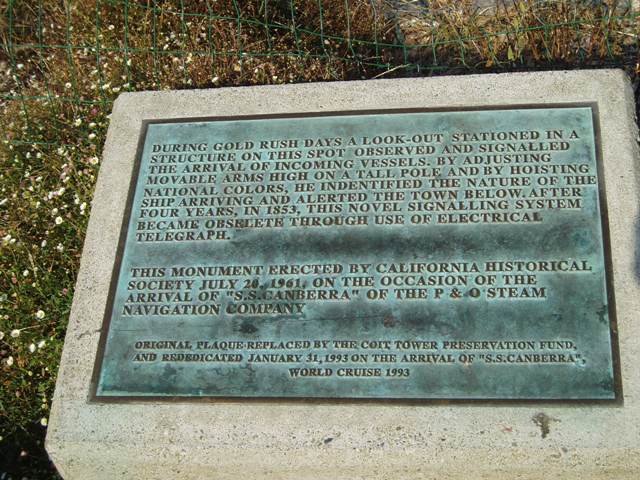 DURING GOLD RUSH DAYS A LOOK-OUT STATIONED IN A
STRUCTURE ON THIS SPOT OBSERVED AND SIGNALLED
THE ARRIVAL OF INCOMING VESSELS. BY ADJUSTING
MOVABLE ARMS HIGH ON A TALL POLE AND BY HOISTING
NATIONAL COLORS, HE INDENTIFIED THE NATURE OF THE
SHIP ARRIVING AND ALERTED THE TOWN BELOW. AFTER
FOUR YEARS, IN 1853, THIS NOVEL SIGNALLING SYSTEM
BECAME OBSELETE THROUGH USE OF ELECTRICAL
TELEGRAPH.
THIS MONUMENT ERECTED BY CALIFORNIA HISTORICAL
SOCIETY JULY 20, 1961, ON THE OCCASION OF THE
ARRIVAL OF "S.S.CANBERRA" OF THE P & O STEAM
NAVIGATION COMPANY
ORIGINAL PLAQUE REPLACED BY THE COIT TOWER PRESERVATION FUND,
AND REDEDICATED JANUARY 31, 1993 ON THE ARRIVAL OF "S.S.CANBERRA",
WORLD CRUISE 1993